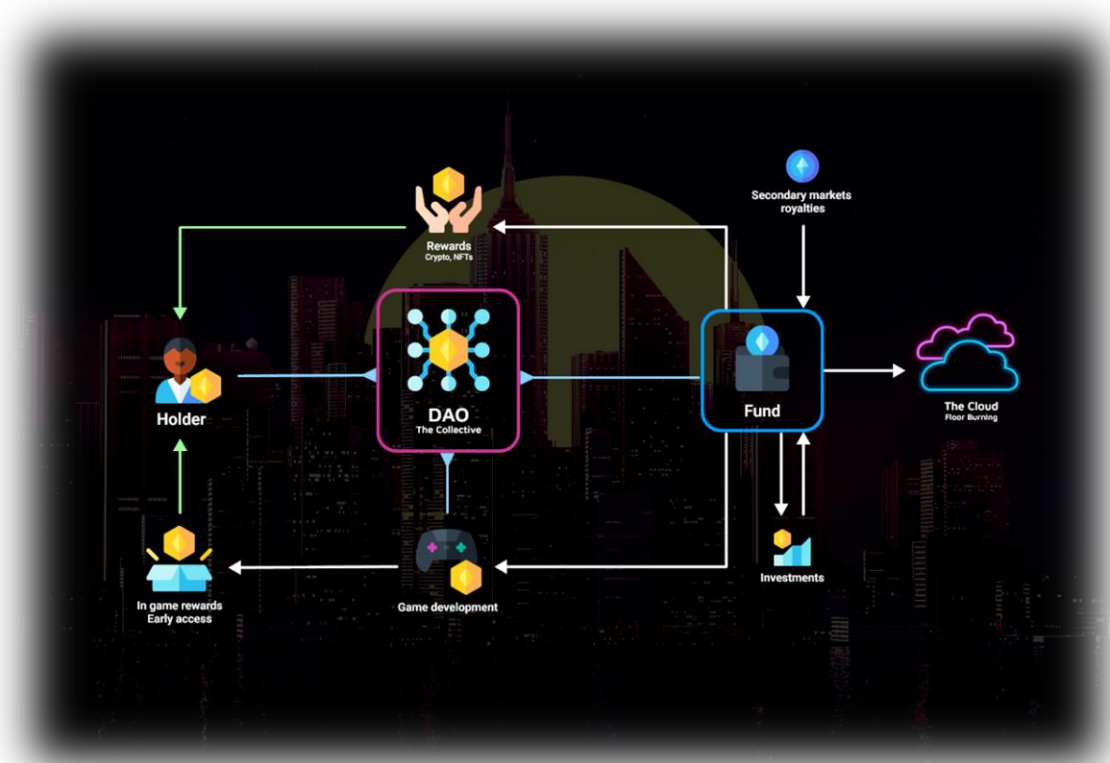 Secondary markets
royalties
Rewards
Crypto, NFTs
Holder
DAO
The Collective
Fund
The Cloud
Floor Burning
In game rewards
Early access
Game development
Investments